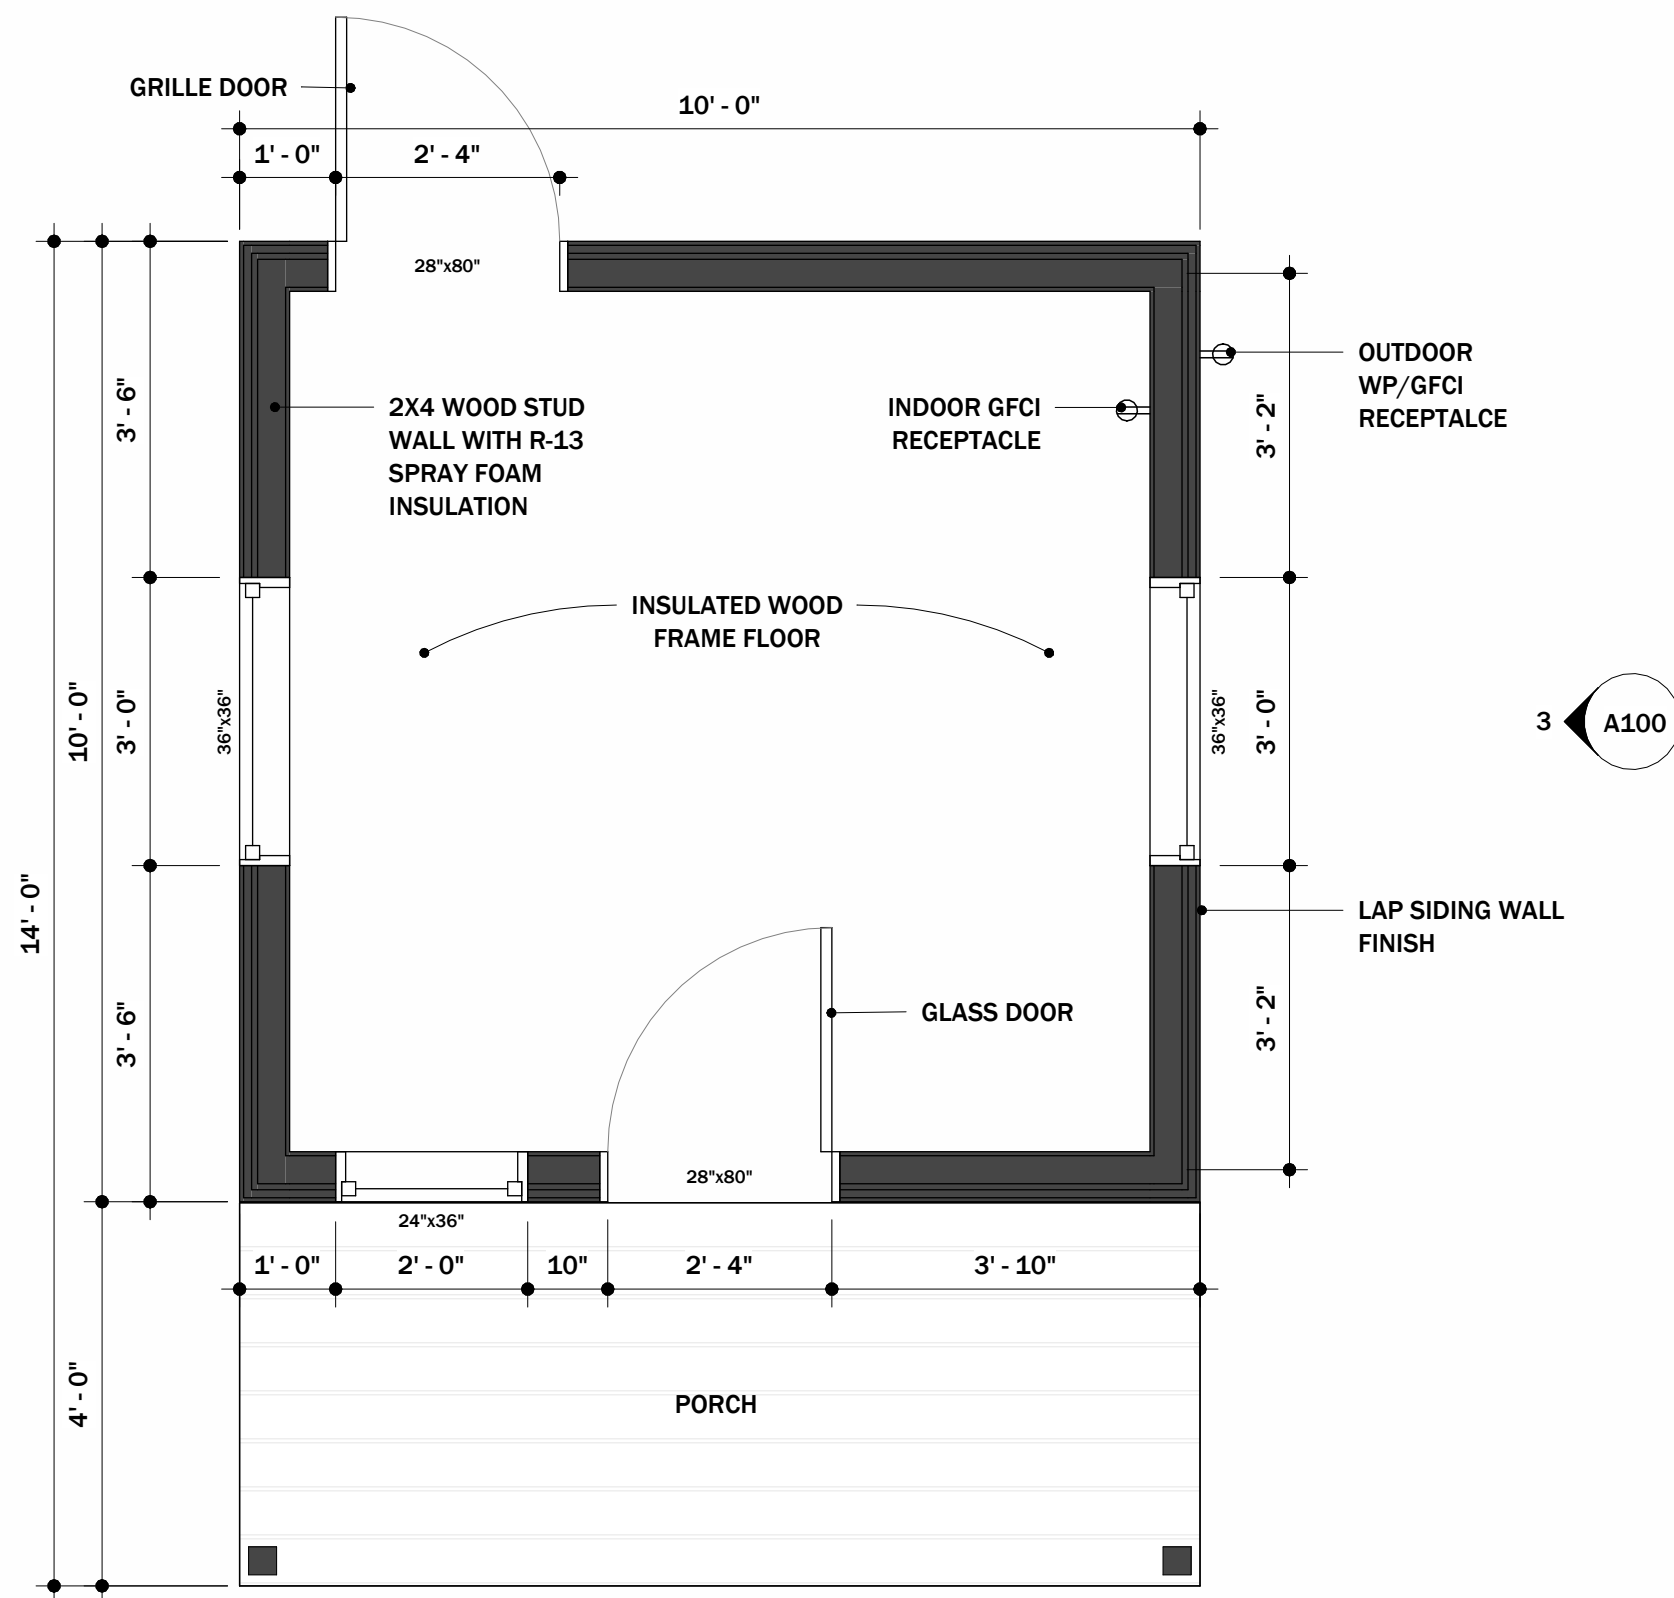 GRILLE DOOR
10' - 0"
1' - 0"
2' - 4"
28"x80"
3' - 6"
2X4 WOOD STUD
WALL WITH R-13
SPRAY FOAM
INSULATION
INDOOR GFCI
RECEPTACLE
3' - 2"
OUTDOOR
WP/GFCI
RECEPTALCE
INSULATED WOOD
FRAME FLOOR
10' - 0"
3' - 0"
36"x36"
36"x36"
3' - 0"
3
A100
14' - 0"
LAP SIDING WALL
FINISH
3' - 6"
GLASS DOOR
3' - 2"
28"x80"
24"x36"
1' - 0"
2' - 0"
10"
2' - 4"
3' - 10"
4' - 0"
PORCH